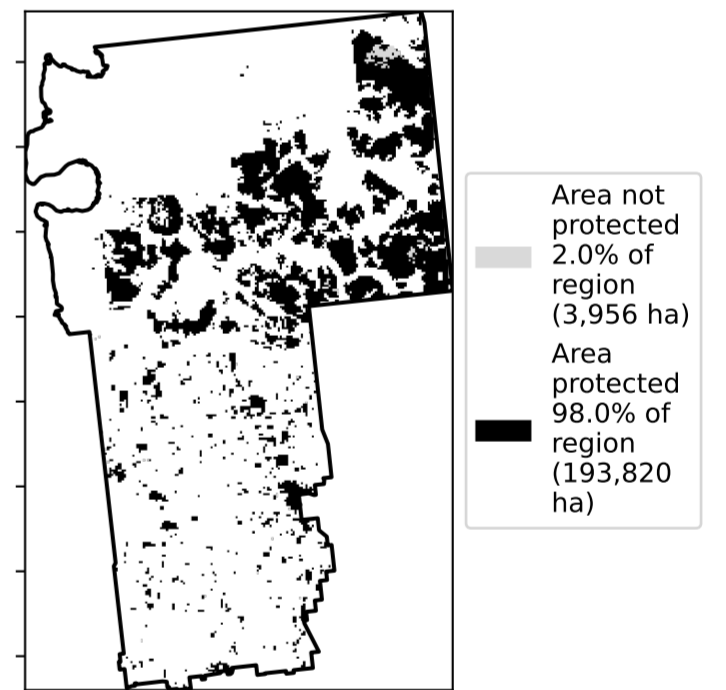 Area not
protected
2.0% of
region
(3,956 ha)
Area
protected
98.0% of
region
(193,820
ha)